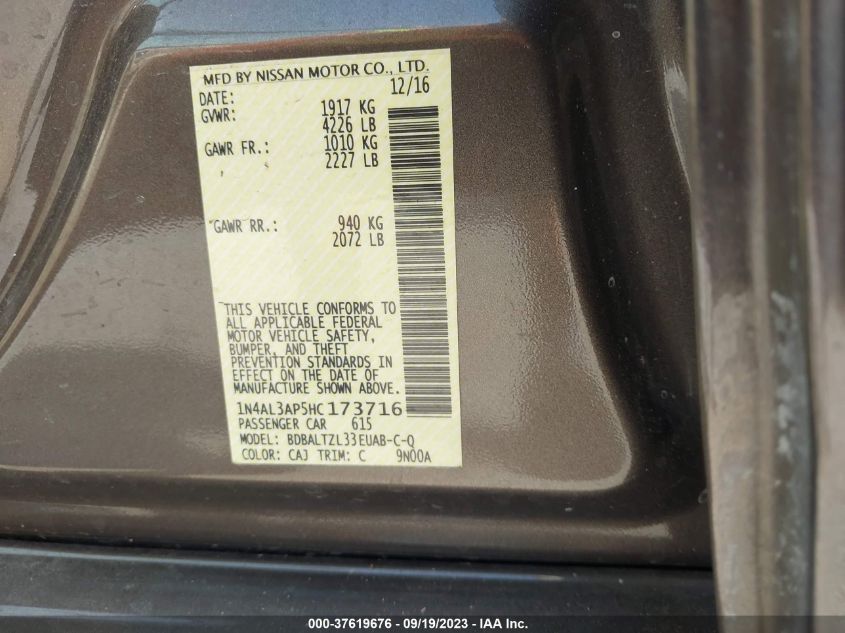 MFD BY NISSAN MOTOR CO., LTD.
DATE: 12/16
GVWR: 1917 KG
4226 LB
GAWR FR.: 1010 KG
2227 LB
GAWR RR.: 940 KG
2072 LB
THIS VEHICLE CONFORMS TO
ALL APPLICABLE FEDERAL
MOTOR VEHICLE SAFETY,
BUMPER, AND THEFT
PREVENTION STANDARDS IN
EFFECT ON THE DATE OF
MANUFACTURE SHOWN ABOVE.
1N4AL3AP5HC173716
PASSENGER CAR 615
MODEL: BDBALTZL33EUAB-C-Q
COLOR: CAJ TRIM: C 9N00A
000-37619676 - 09/19/2023 - IAA Inc.